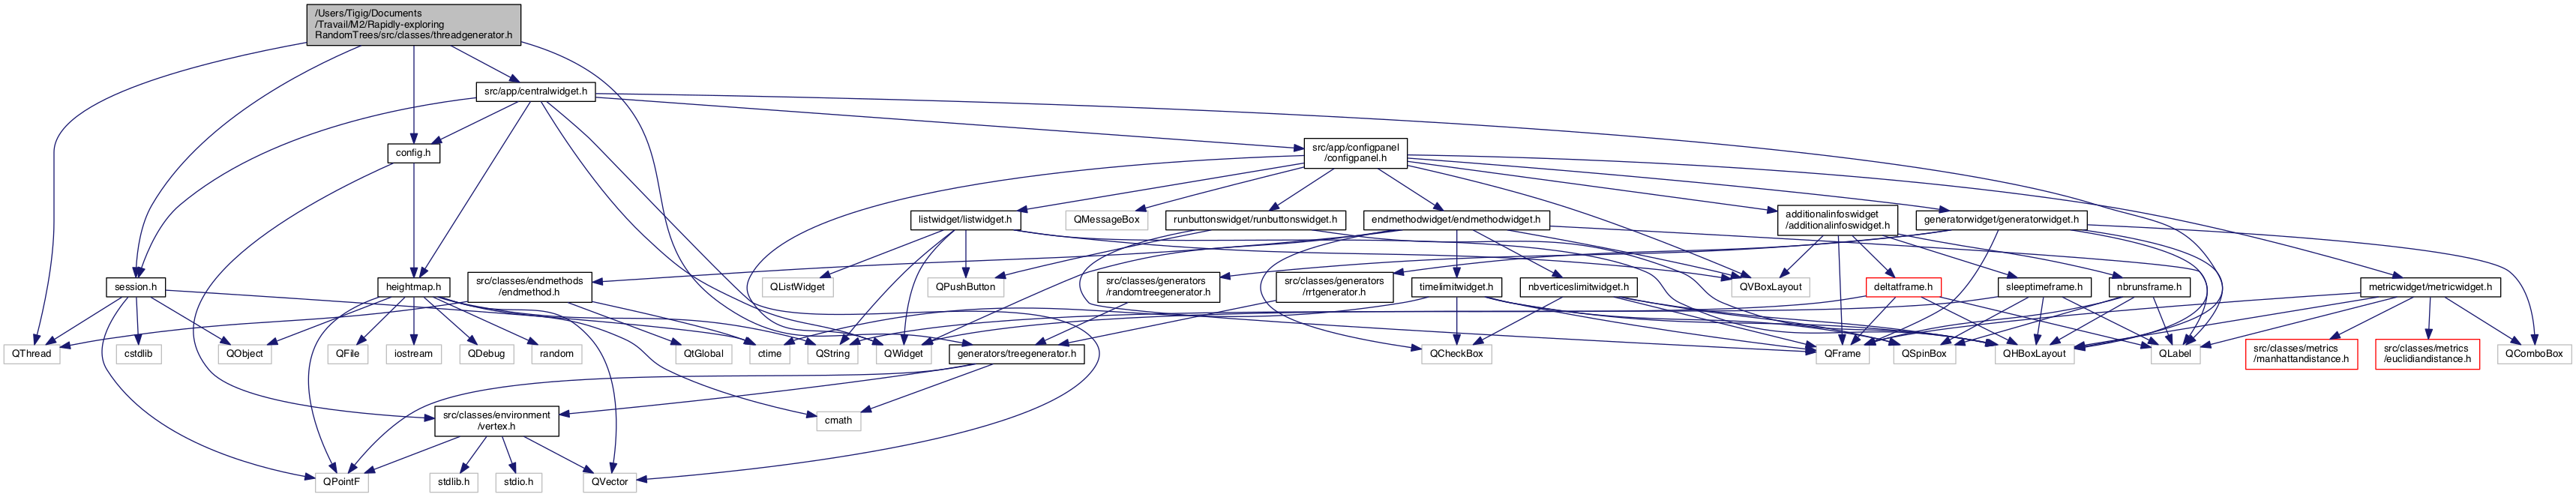 /Users/Tigig/Documents
/Travail/M2/Rapidly-exploring
RandomTrees/src/classes/threadgenerator.h
src/app/centralwidget.h
config.h
src/app/configpanel
/configpanel.h
listwidget/listwidget.h
QMessageBox
runbuttonswidget/runbuttonswidget.h
endmethodwidget/endmethodwidget.h
additionalinfoswidget
/additionalinfoswidget.h
generatorwidget/generatorwidget.h
session.h
heightmap.h
src/classes/endmethods
/endmethod.h
QListWidget
QPushButton
src/classes/generators
/randomtreegenerator.h
src/classes/generators
/rrtgenerator.h
timelimitwidget.h
nbverticeslimitwidget.h
QVBoxLayout
deltatframe.h
sleeptimeframe.h
nbrunsframe.h
metricwidget/metricwidget.h
QThread
cstdlib
QObject
QFile
iostream
QDebug
random
QtGlobal
ctime
QString
QWidget
generators/treegenerator.h
QCheckBox
QFrame
QSpinBox
QHBoxLayout
QLabel
src/classes/metrics
/manhattandistance.h
src/classes/metrics
/euclidiandistance.h
QComboBox
src/classes/environment
/vertex.h
cmath
QPointF
stdlib.h
stdio.h
QVector